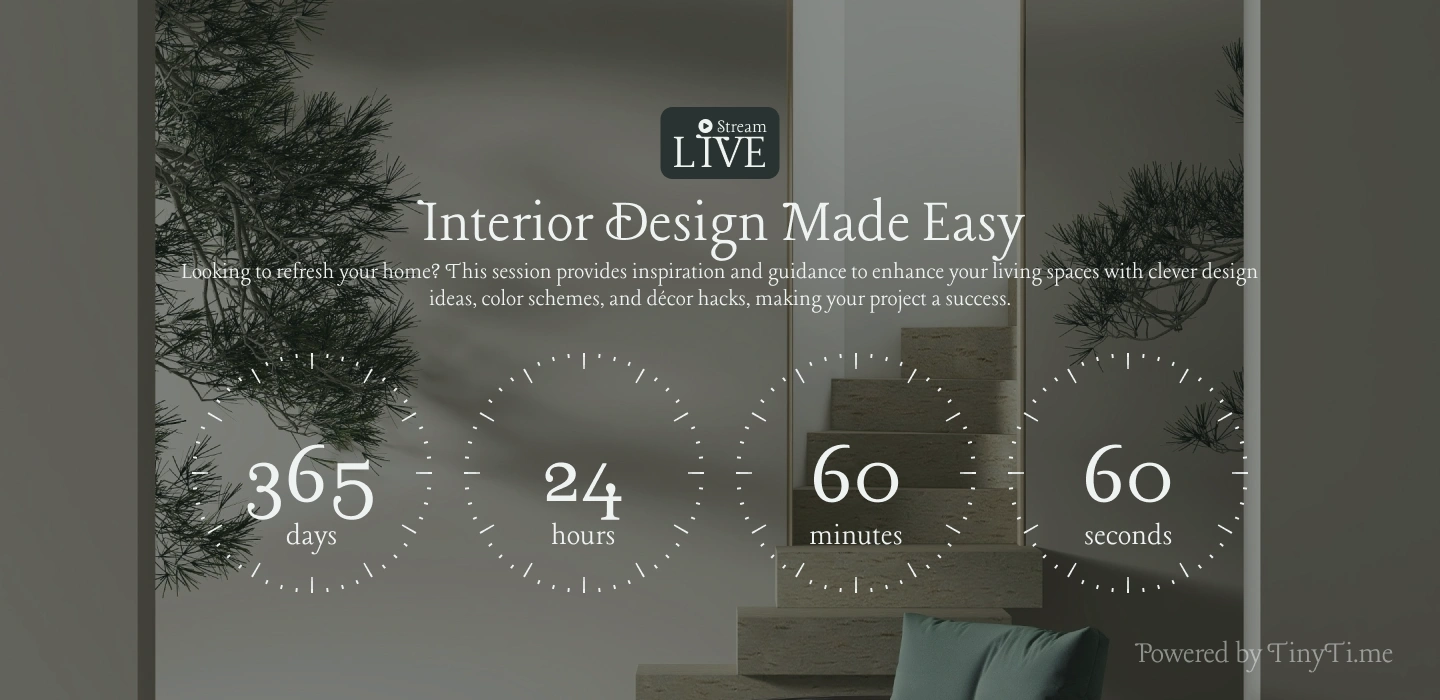 Stream
LIVE
Interior Design Made Easy
Looking to refresh your home? This session provides inspiration and guidance to enhance your living spaces with clever design
ideas, color schemes, and décor hacks, making your project a success.
365 24 60 60
days hours minutes seconds
Powered by TinyTi.me